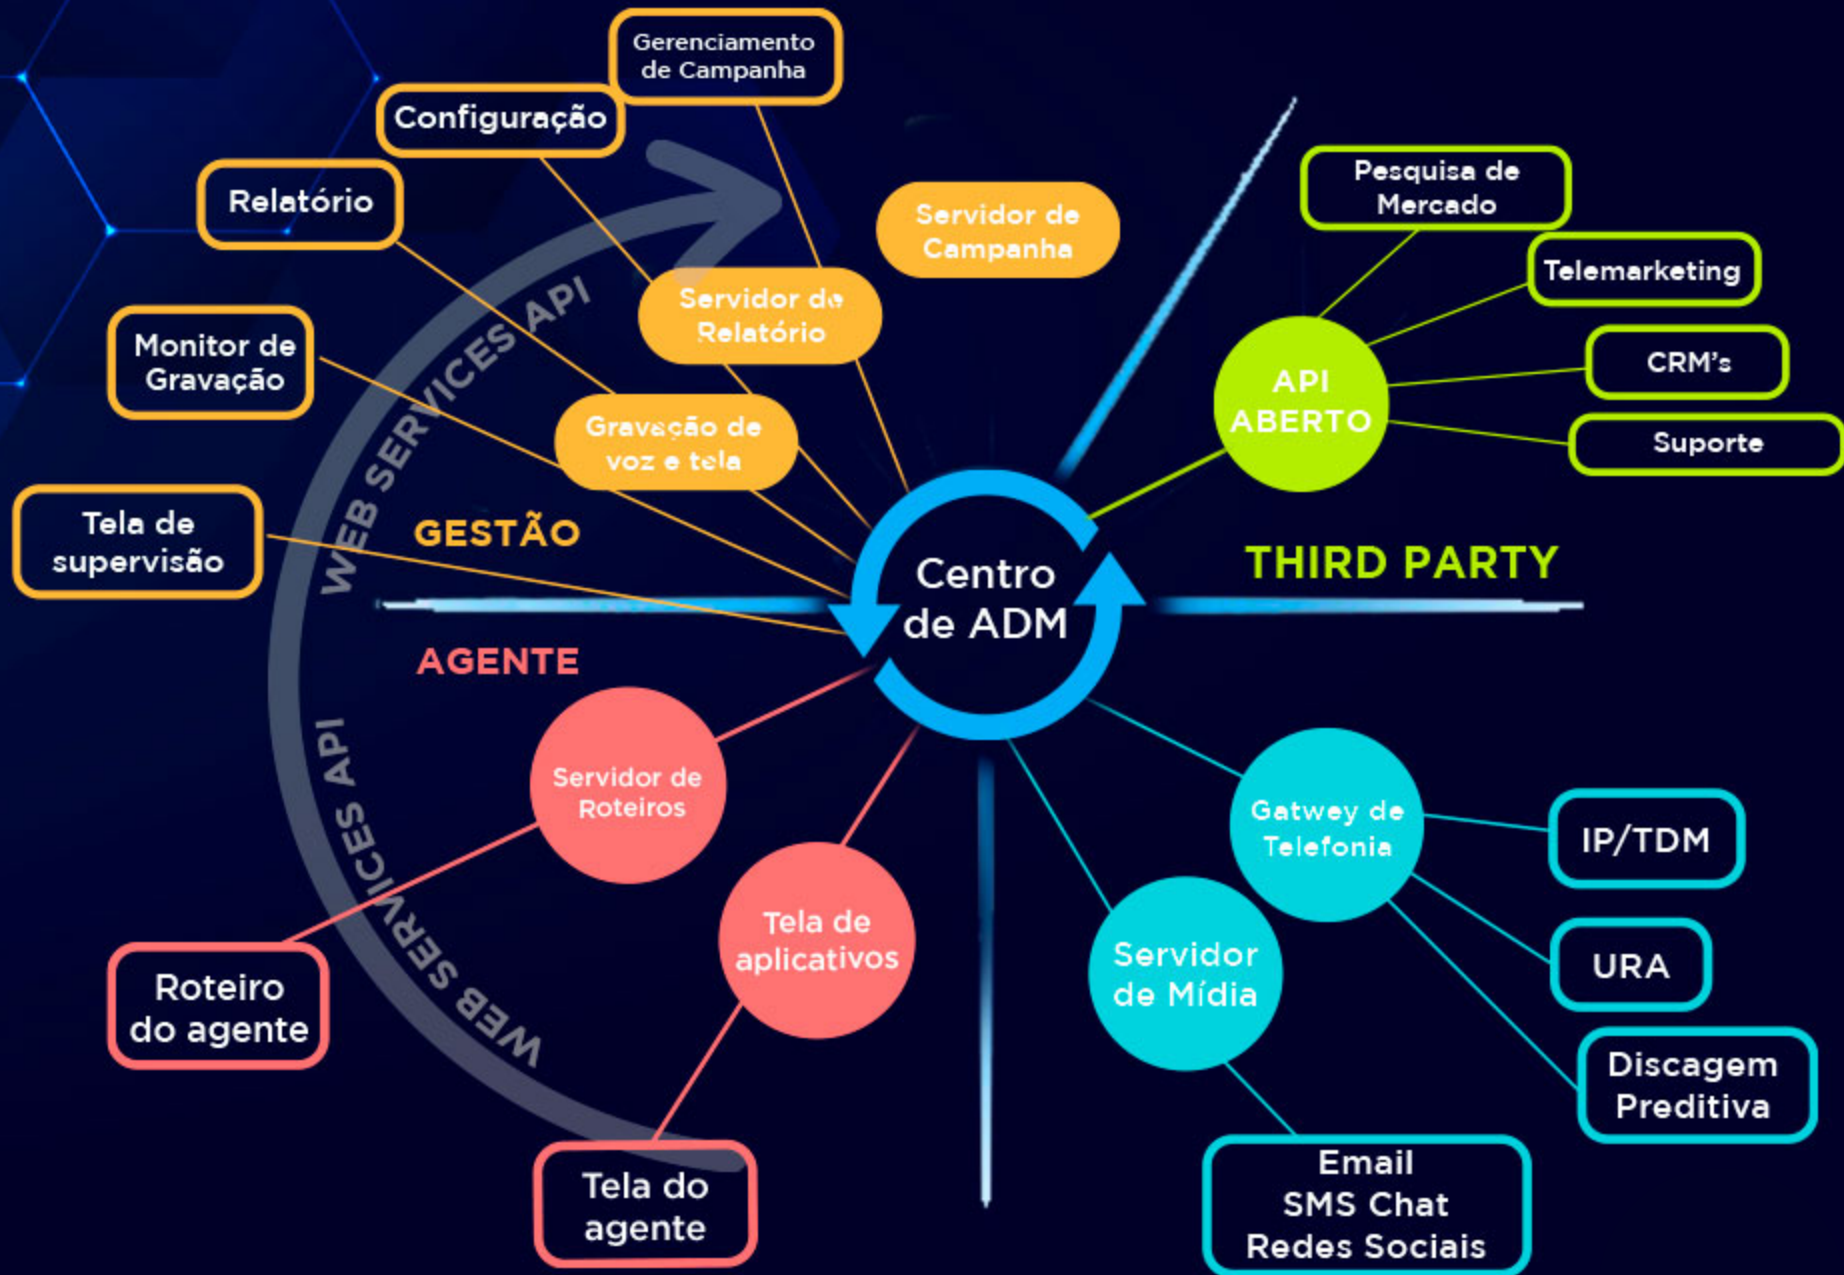 Gerenciamento
de Campanha
Configuração
Relatório
Monitor de
Gravação
Tela de
supervisão
Servidor de
Campanha
Servidor de
Relatório
Gravação de
voz e tela
WEB SERVICES API
GESTÃO
Pesquisa de
Mercado
Telemarketing
CRM's
Suporte
API
ABERTO
THIRD PARTY
Centro
de ADM
AGENTE
WEB SERVICES API
Servidor de
Roteiros
Tela de
aplicativos
Roteiro
do agente
Tela do
agente
Gatwey de
Telefonia
Servidor
de Mídia
IP/TDM
URA
Discagem
Preditiva
Email
SMS Chat
Redes Sociais